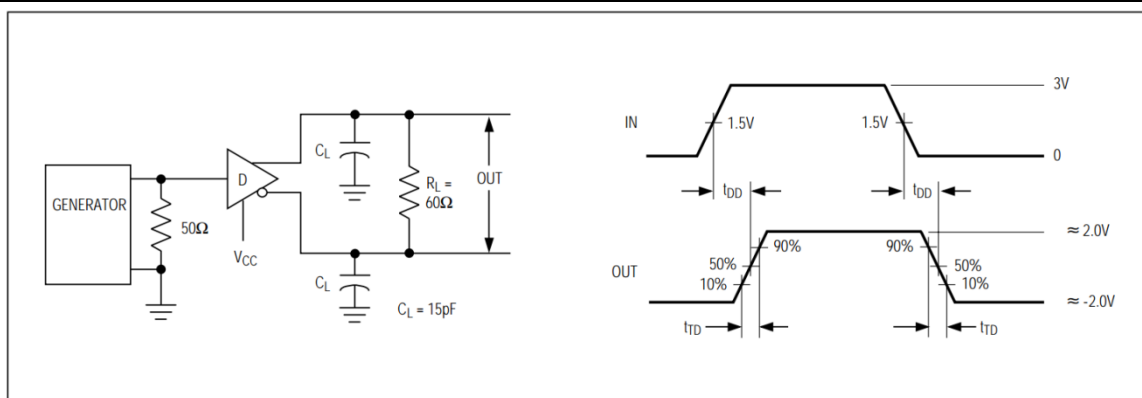 GENERATOR
50Ω
D
VCC
CL
CL
RL =
60Ω
OUT
CL = 15pF
IN
1.5V
1.5V
3V
0
tDD
tDD
OUT
90%
50%
10%
90%
50%
10%
≈ 2.0V
≈ -2.0V
tTD
tTD